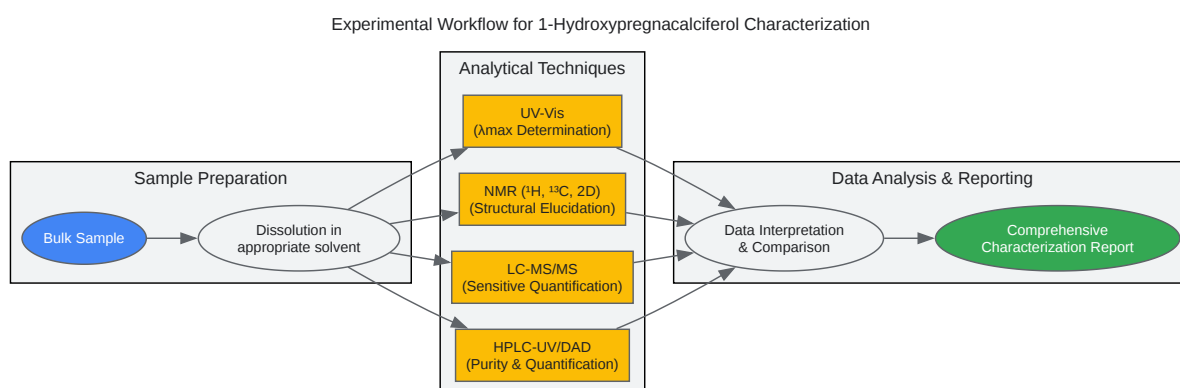 Experimental Workflow for 1-Hydroxypregnacalciferol Characterization
Sample Preparation
Bulk Sample
Dissolution in
appropriate solvent
Analytical Techniques
UV-Vis
(λmax Determination)
NMR (¹H, ¹³C, 2D)
(Structural Elucidation)
LC-MS/MS
(Sensitive Quantification)
HPLC-UV/DAD
(Purity & Quantification)
Data Analysis & Reporting
Data Interpretation
& Comparison
Comprehensive
Characterization Report